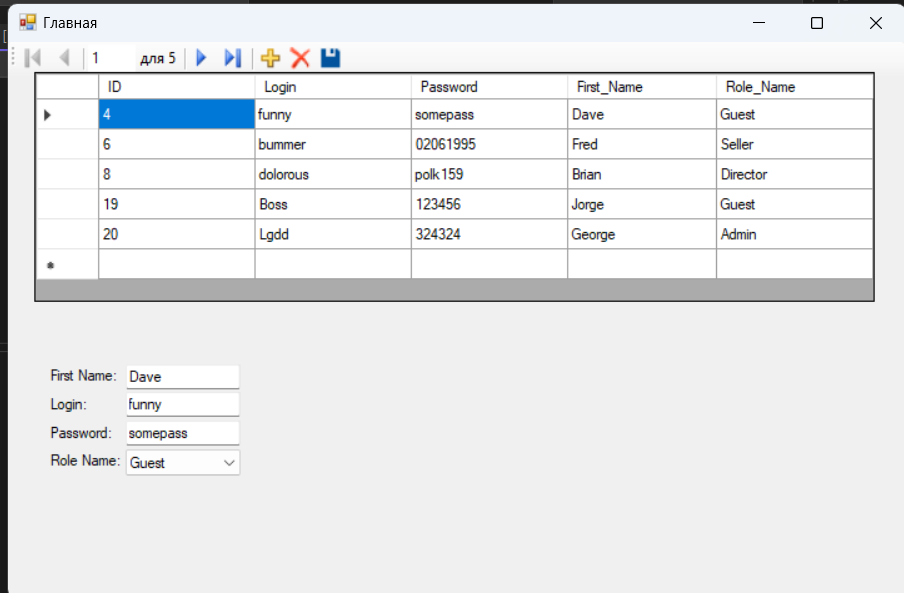 Главная
1 для 5
ID Login Password First_Name Role_Name
4 funny somepass Dave Guest
6 bummer 02061995 Fred Seller
8 dolorous polk159 Brian Director
19 Boss 123456 Jorge Guest
20 Lgdd 324324 George Admin
First Name: Dave
Login: funny
Password: somepass
Role Name: Guest